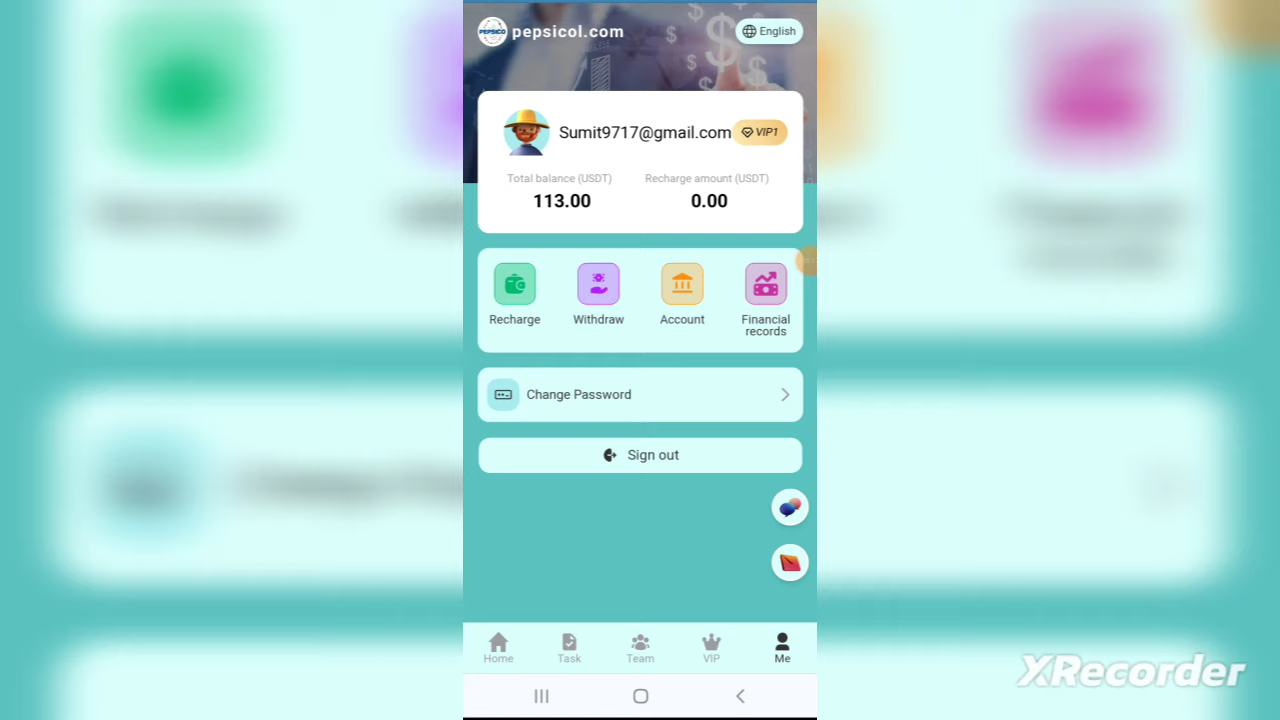 PEPSICO pepsicol.com English
Sumit9717@gmail.com VIP1
Total balance (USDT) Recharge amount (USDT)
113.00 0.00
Recharge Withdraw Account Financial records
Change Password
Sign out
Home Task Team VIP Me
XRecorder